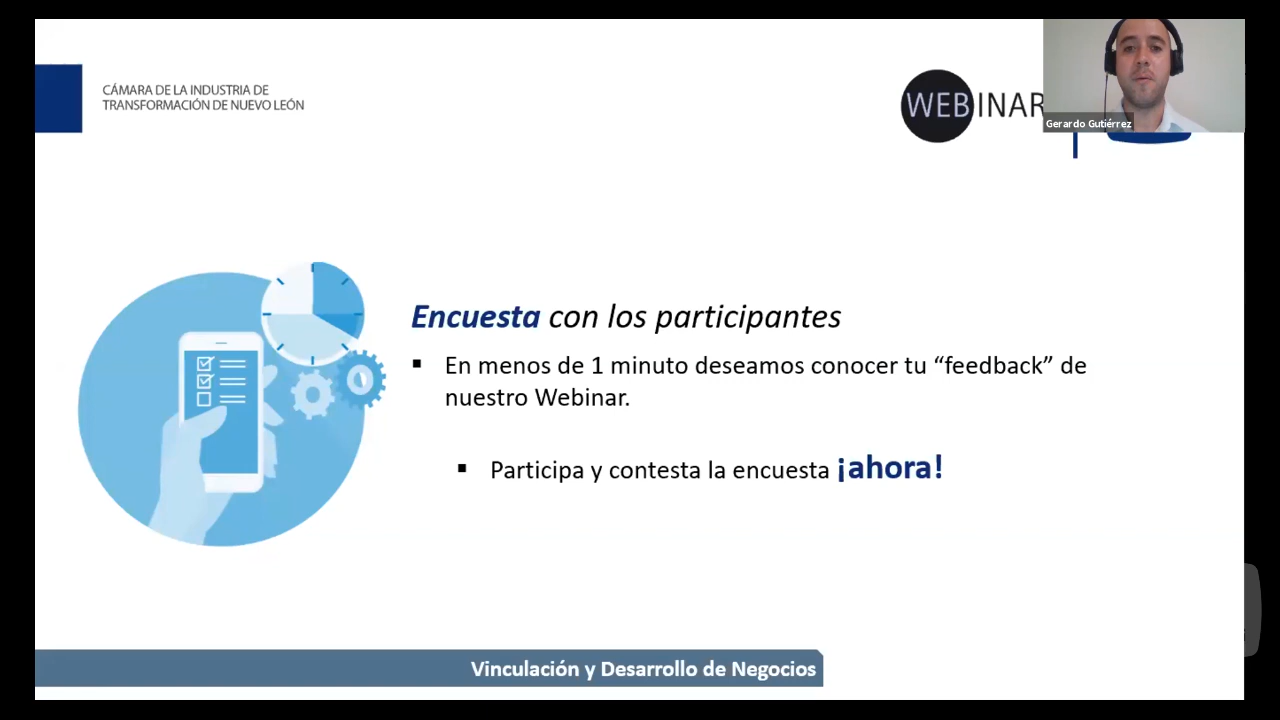 CÁMARA DE LA INDUSTRIA DE
TRANSFORMACIÓN DE NUEVO LEÓN
WEBINAR
Gerardo Gutiérrez
Encuesta con los participantes
▪ En menos de 1 minuto deseamos conocer tu “feedback” de
nuestro Webinar.
▪ Participa y contesta la encuesta ¡ahora!
Vinculación y Desarrollo de Negocios